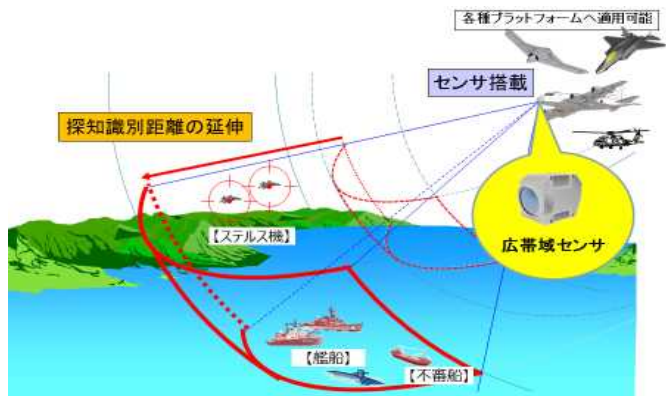 各種プラットフォームへ適用可能
センサ搭載
探知識別距離の延伸
【ステルス機】
広帯域センサ
【艦船】
【不審船】